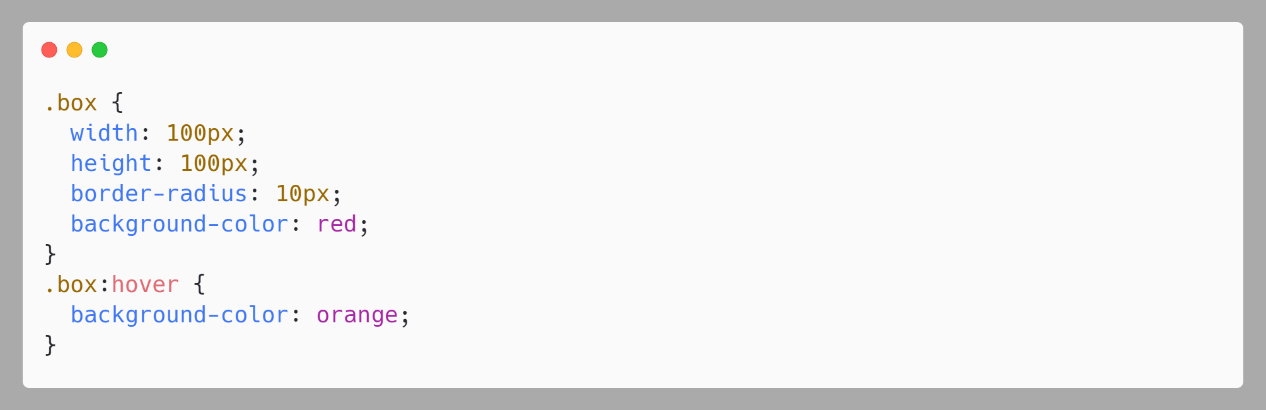 .box {
  width: 100px;
  height: 100px;
  border-radius: 10px;
  background-color: red;
}
.box:hover {
  background-color: orange;
}